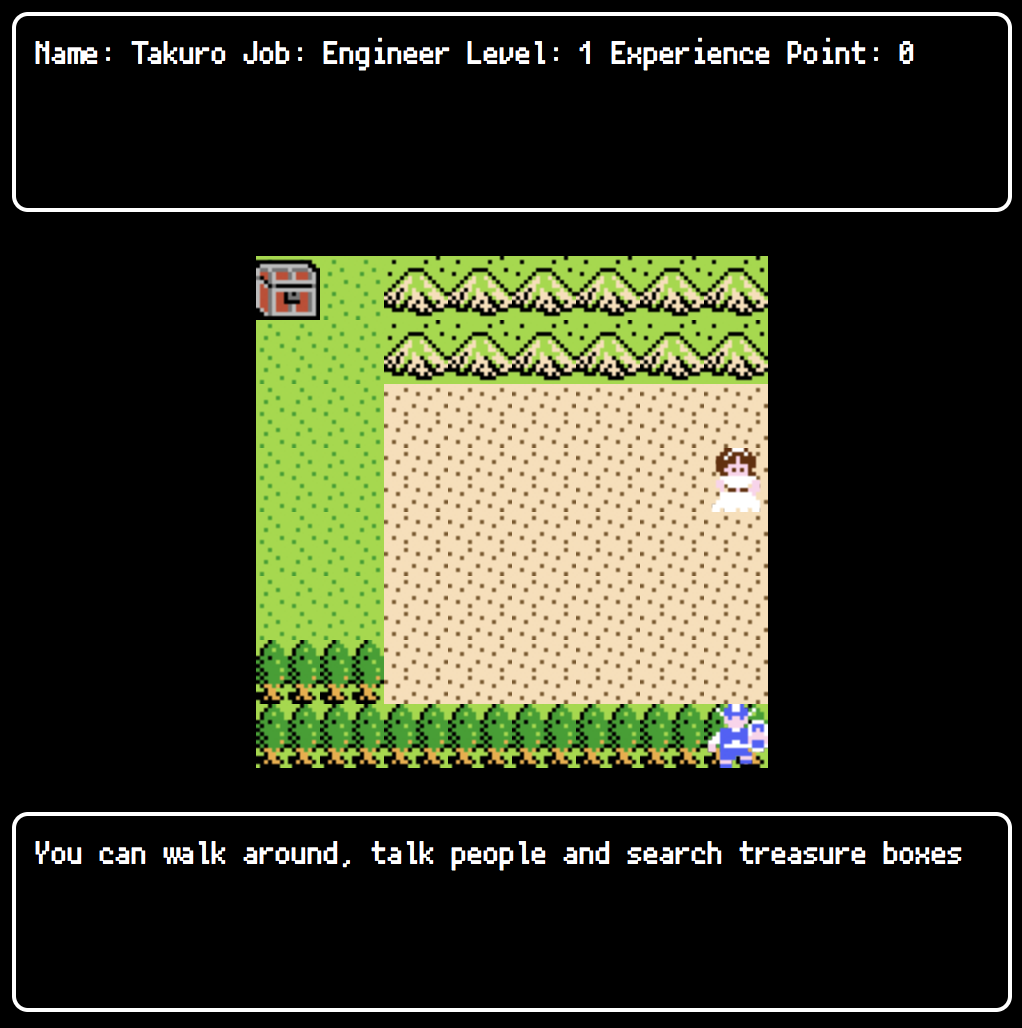 Name: Takuro Job: Engineer Level: 1 Experience Point: 0
You can walk around, talk people and search treasure boxes